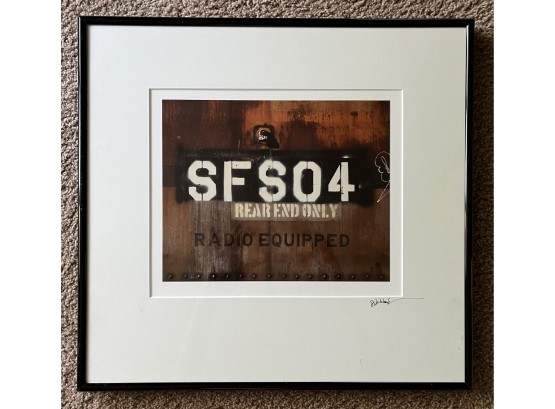 SFS04
REAR END ONLY
RADIO EQUIPPED